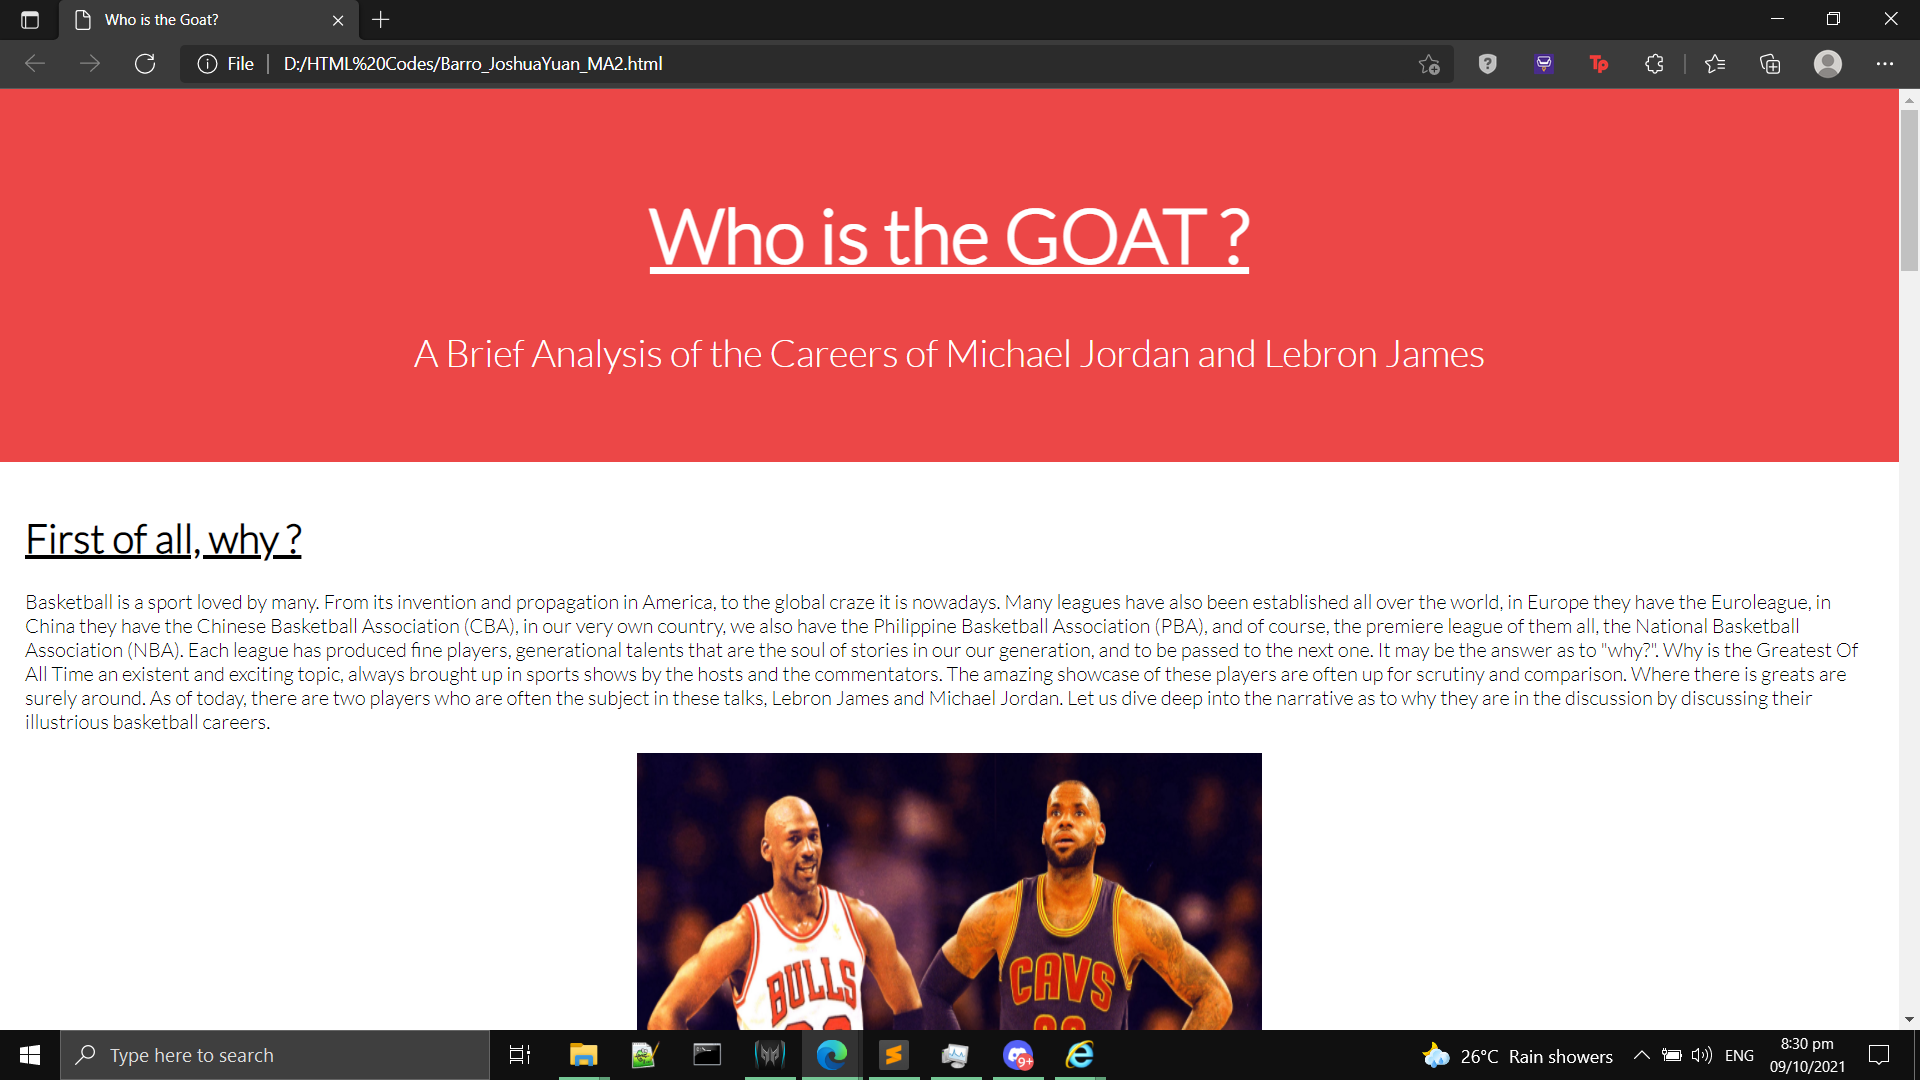 Who is the Goat?
File
D:/HTML%20Codes/Barro_JoshuaYuan_MA2.html
Tp
Who is the GOAT ?
A Brief Analysis of the Careers of Michael Jordan and Lebron James
First of all, why ?
Basketball is a sport loved by many. From its invention and propagation in America, to the global craze it is nowadays. Many leagues have also been established all over the world, in Europe they have the Euroleague, in
China they have the Chinese Basketball Association (CBA), in our very own country, we also have the Philippine Basketball Association (PBA), and of course, the premiere league of them all, the National Basketball
Association (NBA). Each league has produced fine players, generational talents that are the soul of stories in our our generation, and to be passed to the next one. It may be the answer as to "why?". Why is the Greatest Of
All Time an existent and exciting topic, always brought up in sports shows by the hosts and the commentators. The amazing showcase of these players are often up for scrutiny and comparison. Where there is greats are
surely around. As of today, there are two players who are often the subject in these talks, Lebron James and Michael Jordan. Let us dive deep into the narrative as to why they are in the discussion by discussing their
illustrious basketball careers.
BULLS
CAVS
Type here to search
9+
26°C Rain showers
ENG
8:30 pm
09/10/2021